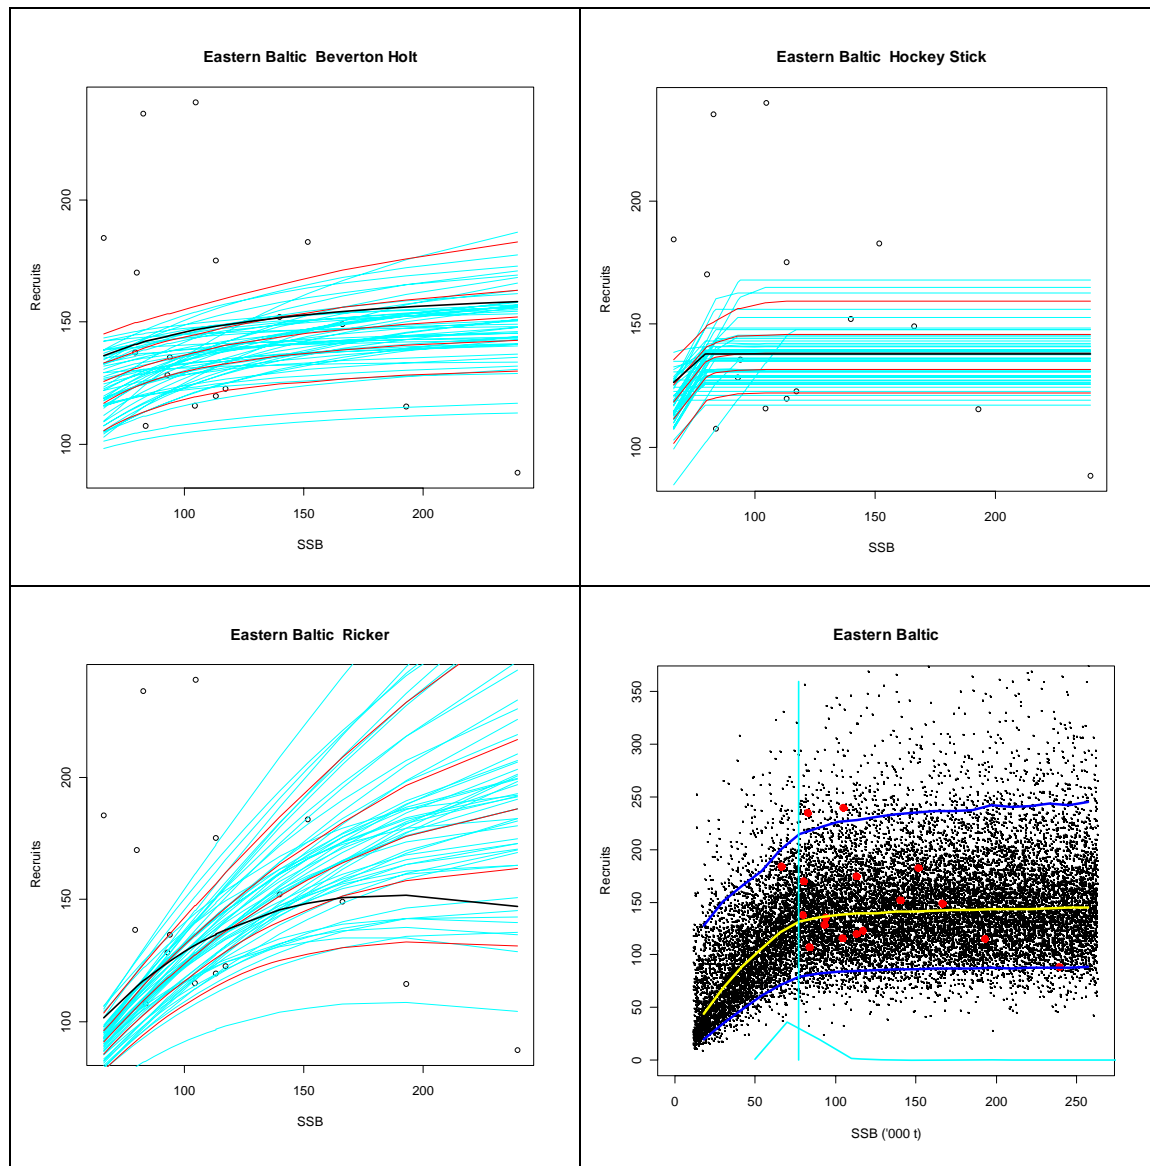 Eastern Baltic Beverton Holt
Recruits
200
150
100
100
150
200
SSB
Eastern Baltic Hockey Stick
Recruits
200
150
100
100
150
200
SSB
Eastern Baltic Ricker
Recruits
200
150
100
100
150
200
SSB
Eastern Baltic
Recruits
350
300
250
200
150
100
50
0
0
50
100
150
200
250
SSB ('000 t)